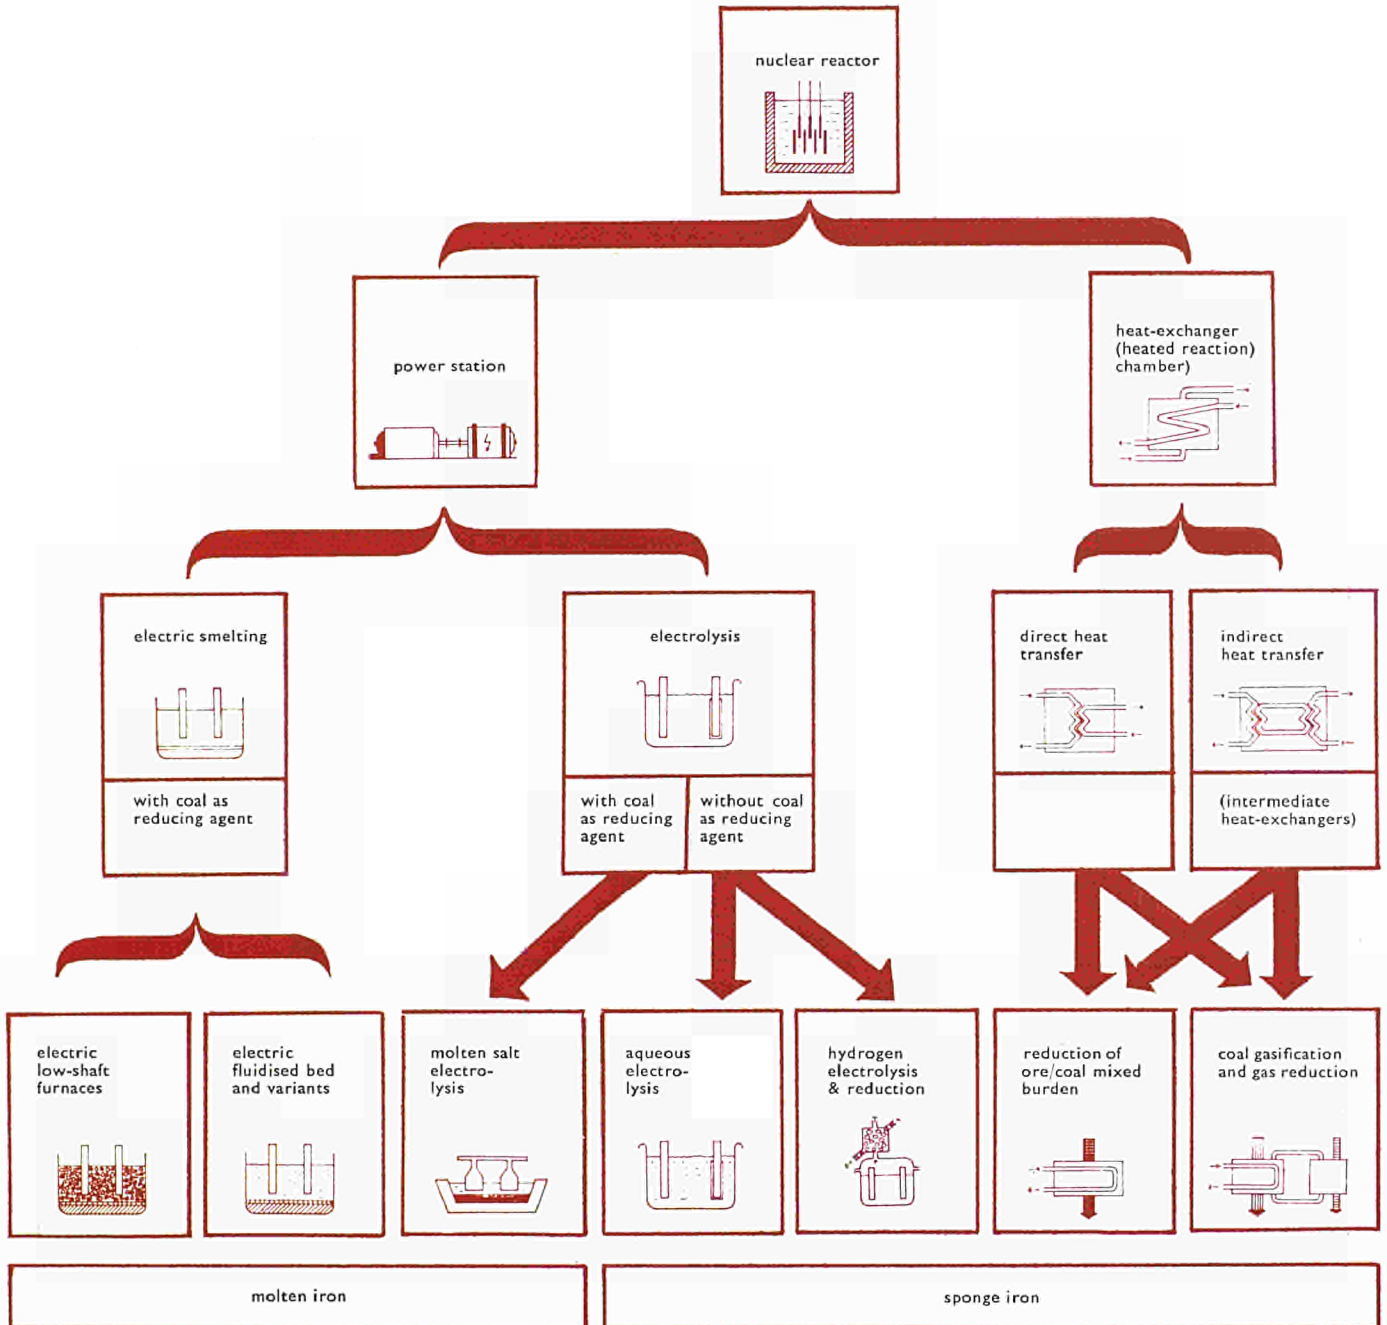 nuclear reactor
power station
heat-exchanger
(heated reaction)
chamber)
electric smelting
with coal as
reducing agent
electrolysis
with coal
as reducing
agent
without coal
as reducing
agent
direct heat
transfer
indirect
heat transfer
(intermediate
heat-exchangers)
electric
low-shaft
furnaces
electric
fluidised bed
and variants
molten salt
electro-
lysis
aqueous
electro-
lysis
hydrogen
electrolysis
& reduction
reduction of
ore/coal mixed
burden
coal gasification
and gas reduction
molten iron
sponge iron